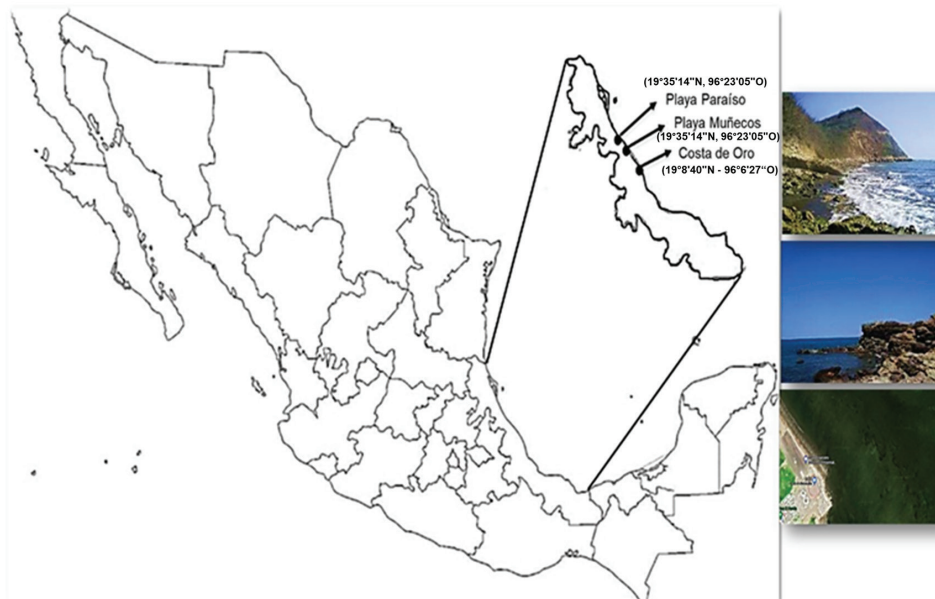 (19°35'14"N, 96°23'05"O)
Playa Paraíso
Playa Muñecos
(19°35'14"N, 96°23'05"O)
Costa de Oro
(19°8'40"N - 96°6'27“O)